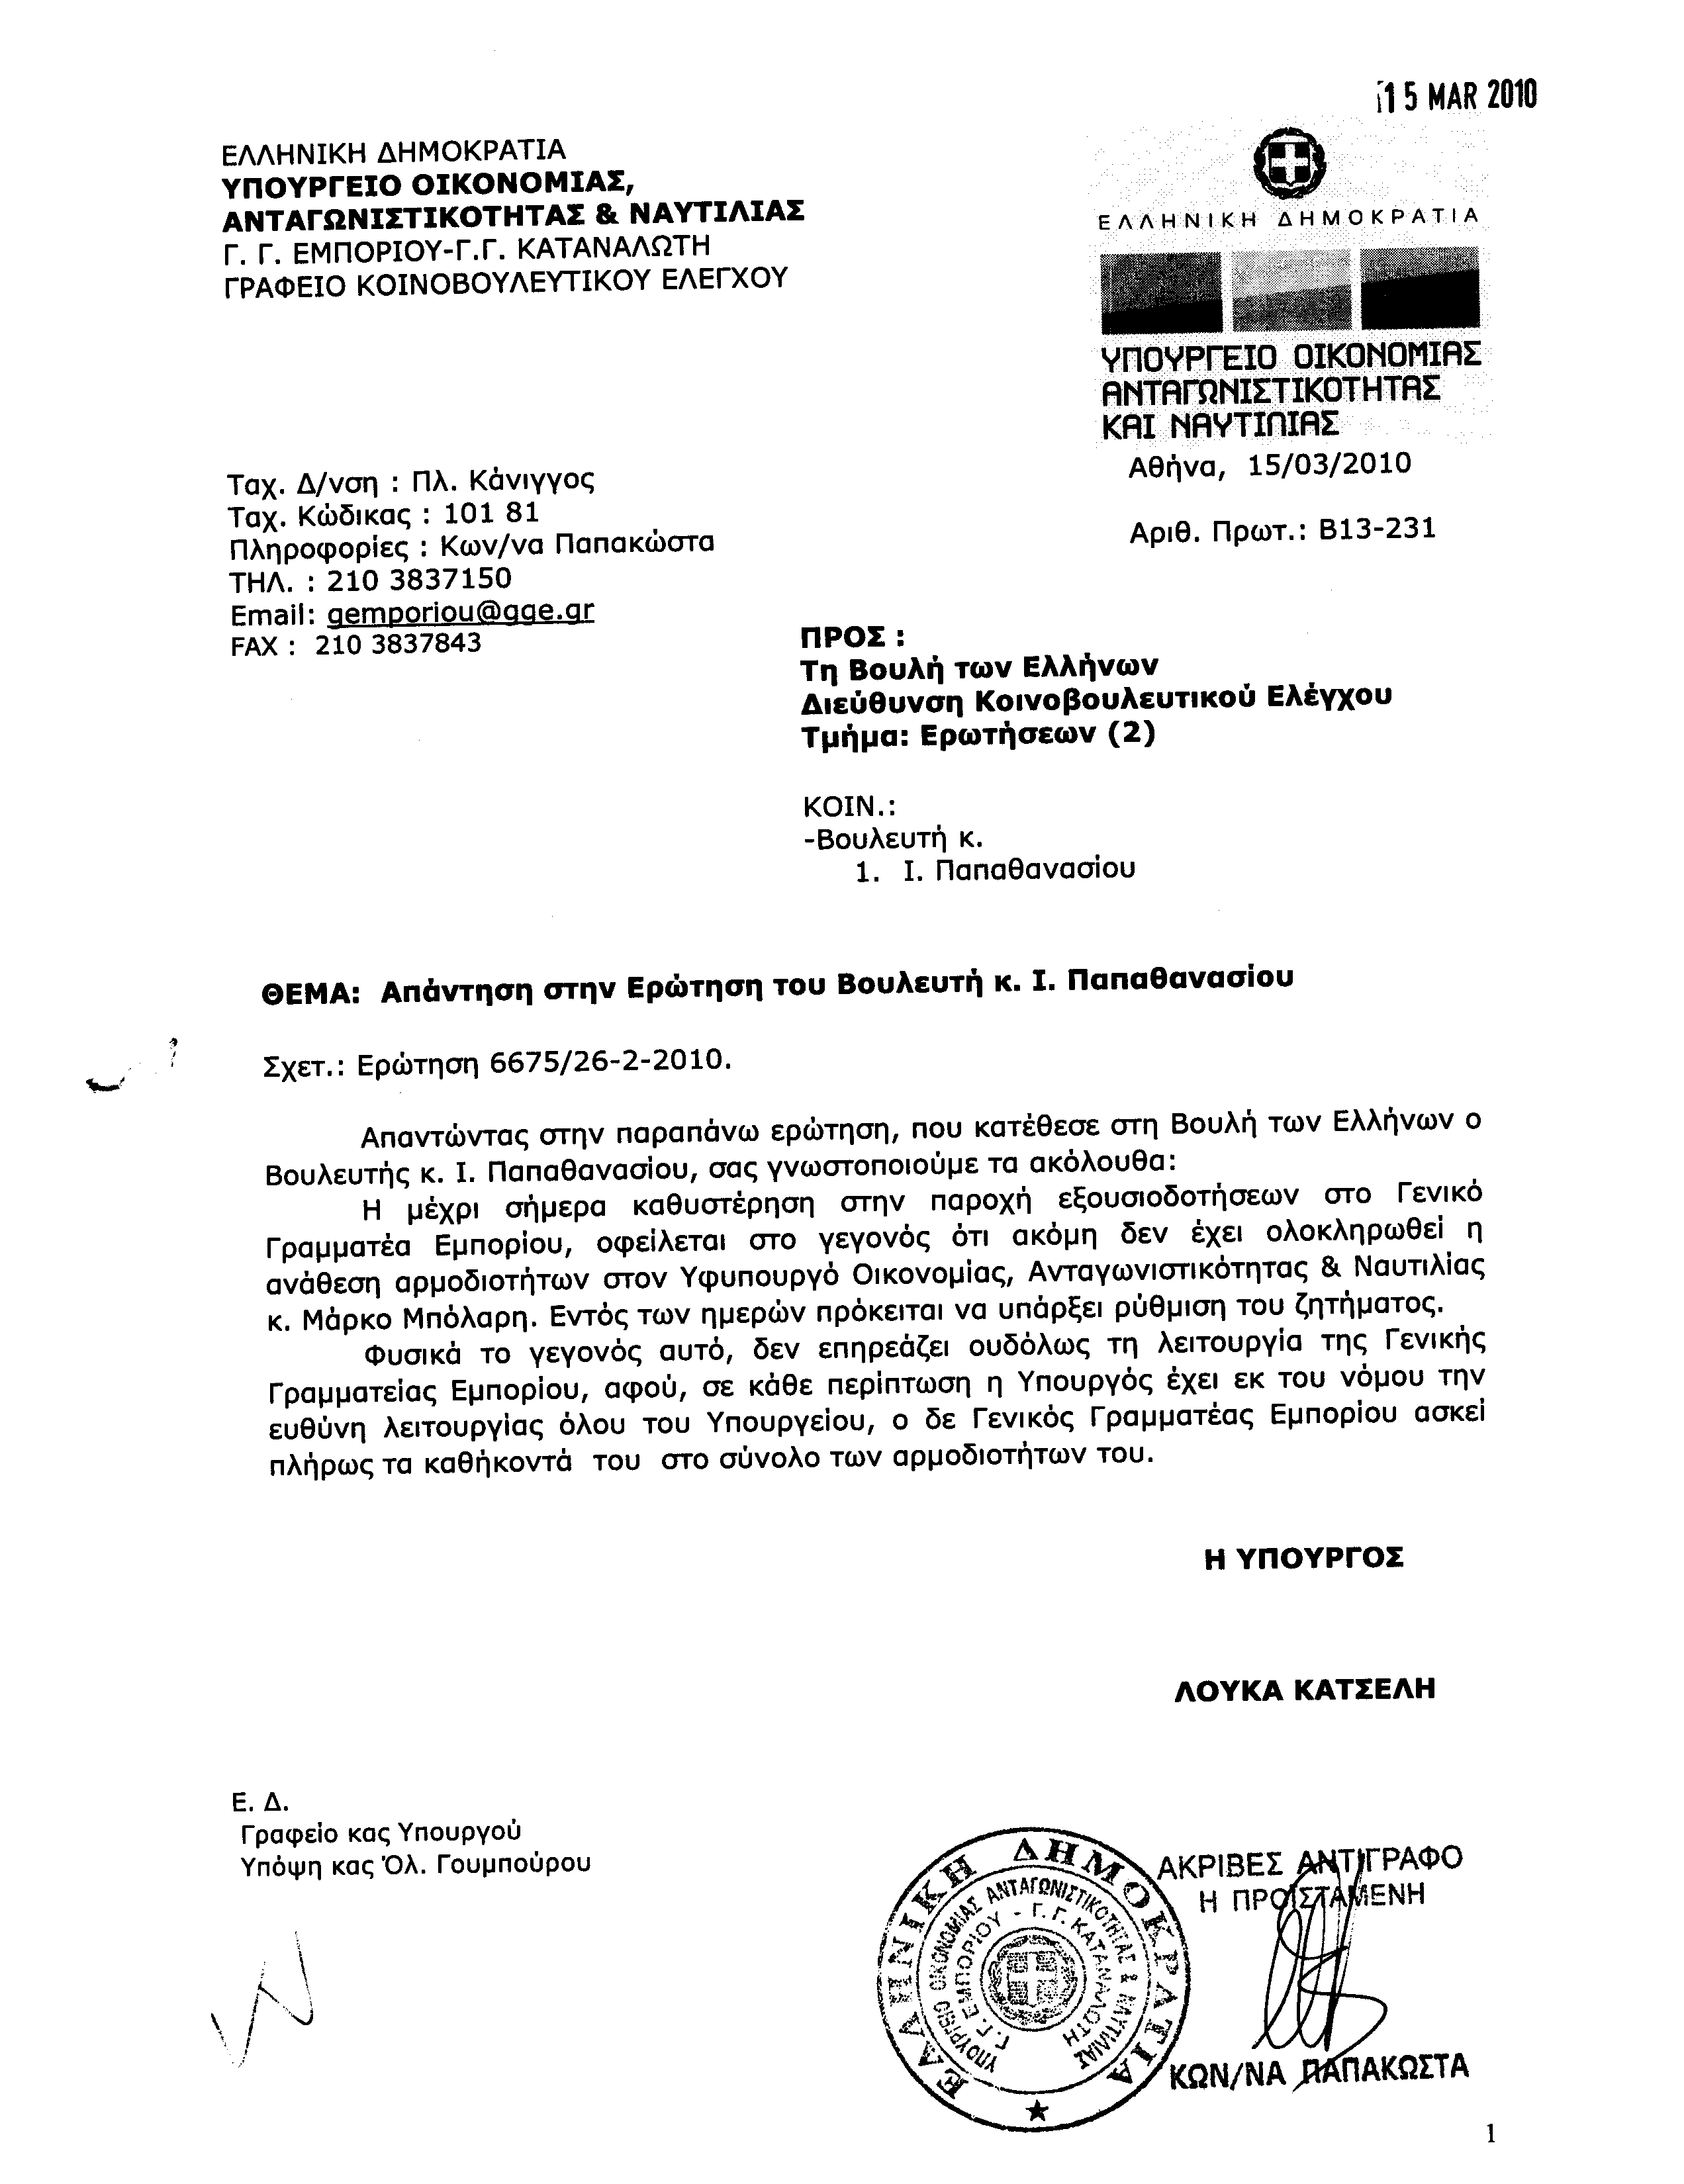 15 MAR 2010
ΕΛΛΗΝΙΚΗ ΔΗΜΟΚΡΑΤΙΑ
ΥΠΟΥΡΓΕΙΟ ΟΙΚΟΝΟΜΙΑΣ,
ΑΝΤΑΓΩΝΙΣΤΙΚΟΤΗΤΑΣ & ΝΑΥΤΙΛΙΑΣ
Γ. Γ. ΕΜΠΟΡΙΟΥ-Γ.Γ. ΚΑΤΑΝΑΛΩΤΗ
ΓΡΑΦΕΙΟ ΚΟΙΝΟΒΟΥΛΕΥΤΙΚΟΥ ΕΛΕΓΧΟΥ
ΕΛΛΗΝΙΚΗ ΔΗΜΟΚΡΑΤΙΑ
ΥΠΟΥΡΓΕΙΟ ΟΙΚΟΝΟΜΙΑΣ
ΑΝΤΑΓΩΝΙΣΤΙΚΟΤΗΤΑΣ
ΚΑΙ ΝΑΥΤΙΛΙΑΣ
Αθήνα, 15/03/2010
Αριθ. Πρωτ.: Β13-231
Ταχ. Δ/νση : Πλ. Κάνιγγος
Ταχ. Κώδικας : 101 81
Πληροφορίες : Κων/να Παπακώστα
ΤΗΛ. : 210 3837150
Email: gemporiou@gge.gr
FAX : 210 3837843
ΠΡΟΣ :
Τη Βουλή των Ελλήνων
Διεύθυνση Κοινοβουλευτικού Ελέγχου
Τμήμα: Ερωτήσεων (2)
ΚΟΙΝ.:
-Βουλευτή κ.
1. Ι. Παπαθανασίου
ΘΕΜΑ: Απάντηση στην Ερώτηση του Βουλευτή κ. Ι. Παπαθανασίου
Σχετ.: Ερώτηση 6675/26-2-2010.
Απαντώντας στην παραπάνω ερώτηση, που κατέθεσε στη Βουλή των Ελλήνων ο
Βουλευτής κ. Ι. Παπαθανασίου, σας γνωστοποιούμε τα ακόλουθα:
Η μέχρι σήμερα καθυστέρηση στην παροχή εξουσιοδοτήσεων στο Γενικό
Γραμματέα Εμπορίου, οφείλεται στο γεγονός ότι ακόμη δεν έχει ολοκληρωθεί η
ανάθεση αρμοδιοτήτων στον Υφυπουργό Οικονομίας, Ανταγωνιστικότητας & Ναυτιλίας
κ. Μάρκο Μπόλαρη. Εντός των ημερών πρόκειται να υπάρξει ρύθμιση του ζητήματος.
Φυσικά το γεγονός αυτό, δεν επηρεάζει ουδόλως τη λειτουργία της Γενικής
Γραμματείας Εμπορίου, αφού, σε κάθε περίπτωση η Υπουργός έχει εκ του νόμου την
ευθύνη λειτουργίας όλου του Υπουργείου, ο δε Γενικός Γραμματέας Εμπορίου ασκεί
πλήρως τα καθήκοντά του στο σύνολο των αρμοδιοτήτων του.
Η ΥΠΟΥΡΓΟΣ
ΛΟΥΚΑ ΚΑΤΣΕΛΗ
Ε. Δ.
Γραφείο κας Υπουργού
Υπόψη κας Όλ. Γουμπούρου
ΕΛΛΗΝΙΚΗ ΔΗΜΟΚΡΑΤΙΑ
ΥΠΟΥΡΓΕΙΟ ΟΙΚΟΝΟΜΙΑΣ ΑΝΤΑΓΩΝΙΣΤΙΚΟΤΗΤΑΣ & ΝΑΥΤΙΛΙΑΣ
Γ. Γ. ΕΜΠΟΡΙΟΥ - Γ. Γ. ΚΑΤΑΝΑΛΩΤΗ
ΑΚΡΙΒΕΣ ΑΝΤΙΓΡΑΦΟ
Η ΠΡΟΪΣΤΑΜΕΝΗ
ΚΩΝ/ΝΑ ΠΑΠΑΚΩΣΤΑ
1